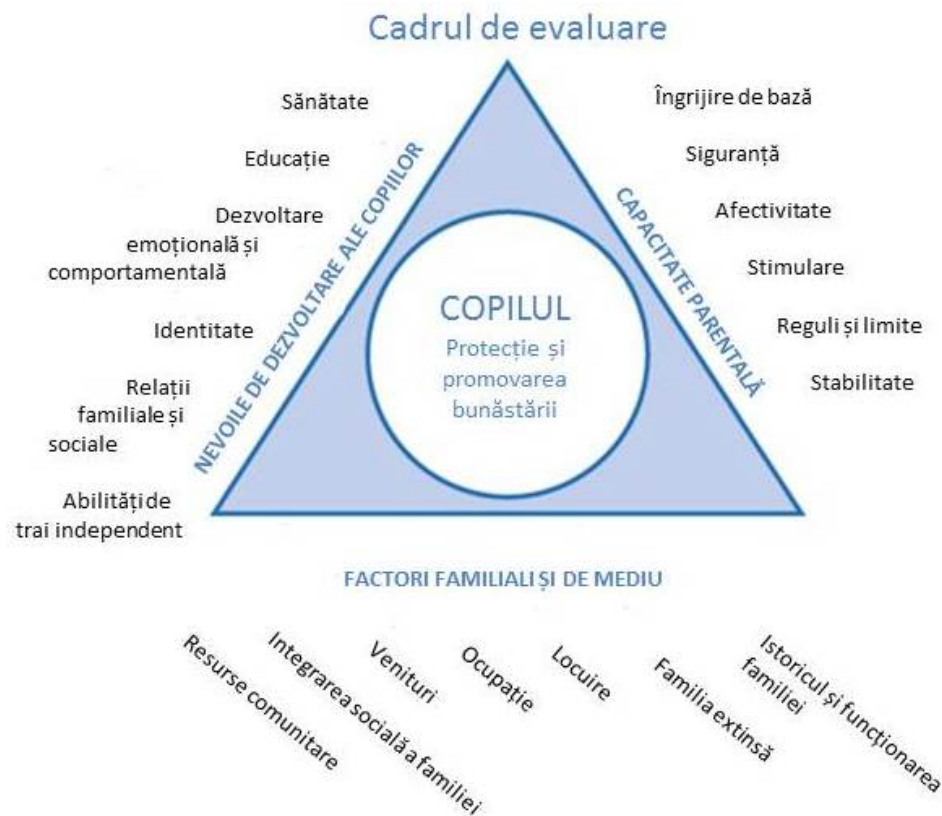 Cadrul de evaluare
Sănătate
Educație
Dezvoltare
emoțională și
comportamentală
Identitate
Relații
familiale și
sociale
Abilități de
trai independent
NEVOILE DE DEZVOLTARE ALE COPIILOR
COPILUL
Protecție și
promovarea
bunăstării
CAPACITATE PARENTALĂ
Îngrijire de bază
Siguranță
Afectivitate
Stimulare
Reguli și limite
Stabilitate
FACTORI FAMILIALI ȘI DE MEDIU
Resurse comunitare
Integrarea socială a familiei
Venituri
Ocupație
Locuire
Familia extinsă
Istoricul și funcționarea
familiei